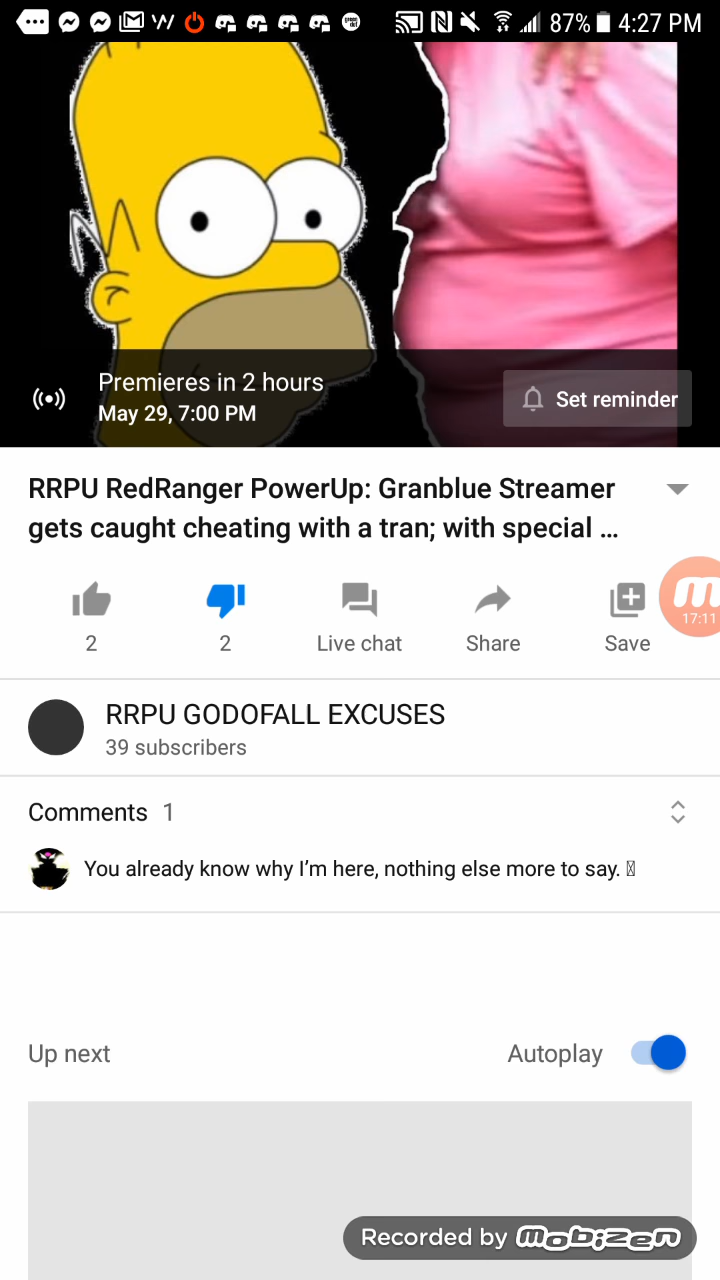 87% 4:27 PM
Premieres in 2 hours
May 29, 7:00 PM
Set reminder
RRPU RedRanger PowerUp: Granblue Streamer
gets caught cheating with a tran; with special ...
2
2
Live chat
Share
Save
17:11
RRPU GODOFALL EXCUSES
39 subscribers
Comments 1
You already know why I’m here, nothing else more to say.
Up next
Autoplay
Recorded by mobizen